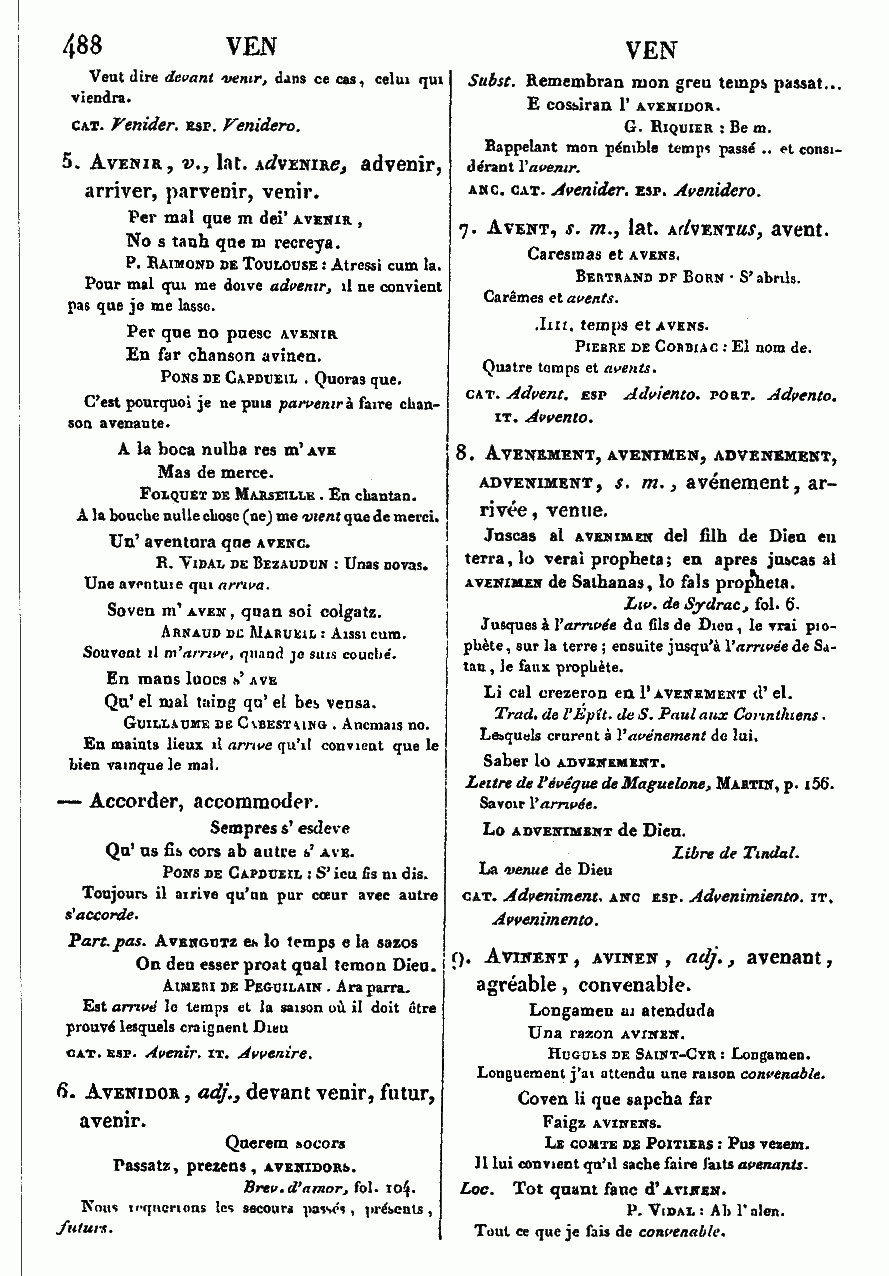 488 VEN
VEN
Veut dire devant venir, dans ce cas, celui qui
viendra.
CAT. Venider. ESP. Venidero.
5. AVENIR, v., lat. AdVENIRe, advenir,
arriver, parvenir, venir.
Per mal que m dei' AVENIR,
No s tanh que m recreya.
P. RAIMOND DE TOULOUSE : Atressi cum la.
Pour mal qui me doive advenir, il ne convient
pas que je me lasse.
Per que no puesc AVENIR
En far chanson avinen.
PONS DE CAPDUEIL . Quoras que.
C'est pourquoi je ne puis parvenir à faire chan-
son avenante.
A la boca nulha res m' AVE
Mas de merce.
FOLQUET DE MARSEILLE . En chantan.
A la bouche nulle chose (ne) me vient que de merci.
Un' aventura que AVENC.
R. VIDAL DE BEZAUDUN : Unas novas.
Une aventure qui arriva.
Soven m' AVEN, quan soi colgatz.
ARNAUD DE MARUEIL : Aissi cum.
Souvent il m'arrive, quand je suis couché.
En mans luocs s' AVE
Qu' el mal taing qu' el bes vensa.
GUILLAUME DE CABESTAING . Ancmais no.
En maints lieux il arrive qu'il convient que le
bien vainque le mal.
— Accorder, accommoder.
Sempres s' esdeve
Qu' us fis cors ab autre s' AVE.
PONS DE CAPDUEIL : S' ieu fis ni dis.
Toujours il arrive qu'un pur cœur avec autre
s'accorde.
Part. pas. AVENGUTZ es lo temps e la sazos
On deu esser proat qual temon Dieu.
AIMERI DE PEGUILAIN . Ara parra.
Est arrivé le temps et la saison où il doit être
prouvé lesquels craignent Dieu
CAT. ESP. Avenir. IT. Avvenire.
6. AVENIDOR, adj., devant venir, futur,
avenir.
Querem socors
Passatz, prezens, AVENIDORS.
Brev. d'amor, fol. 104.
Nous requerions les secours passés, présents,
futurs.
Subst. Remembran mon greu temps passat...
E cossiran l' AVENIDOR.
G. RIQUIER : Be m.
Rappelant mon pénible temps passé .. et consi-
dérant l'avenir.
ANC. CAT. Avenider. ESP. Avenidero.
7. AVENT, s. m., lat. AdVENTus, avent.
Caresmas et AVENS.
BERTRAND DE BORN · S' abrils.
Carêmes et avents.
.IIII. temps et AVENS.
PIERRE DE CORBIAC : El nom de.
Quatre temps et avents.
CAT. Advent. ESP Adviento. PORT. Advento.
IT. Avvento.
8. AVENEMENT, AVENIMEN, ADVENEMENT,
ADVENIMENT, s. m., avénement, ar-
rivée, venue.
Juscas al AVENIMEN del filh de Dieu en
terra, lo verai propheta; en apres juscas al
AVENIMEN de Sathanas, lo fals propheta.
Liv. de Sydrac, fol. 6.
Jusques à l'arrivée du fils de Dieu, le vrai pro-
phète, sur la terre; ensuite jusqu'à l'arrivée de Sa-
tan, le faux prophète.
Li cal crezeron en l' AVENEMENT d' el.
Trad. de l'Épît. de S. Paul aux Corinthiens.
Lesquels crurent à l'avénement de lui.
Saber lo ADVENEMENT.
Lettre de l'évêque de Maguelone, MARTIN, p. 156.
Savoir l'arrivée.
Lo ADVENIMENT de Dieu.
Libre de Tindal.
La venue de Dieu
CAT. Adveniment. ANC ESP. Advenimiento. IT.
Avvenimento.
9. AVINENT, AVINEN, adj., avenant,
agréable, convenable.
Longamen ai atenduda
Una razon AVINEN.
HUGUES DE SAINT-CYR : Longamen.
Longuement j'ai attendu une raison convenable.
Coven li que sapcha far
Faigz AVINENS.
LE COMTE DE POITIERS : Pus vezem.
Il lui convient qu'il sache faire faits avenants.
Loc. Tot quant fauc d' AVINEN.
P. VIDAL : Ab l' alen.
Tout ce que je fais de convenable.